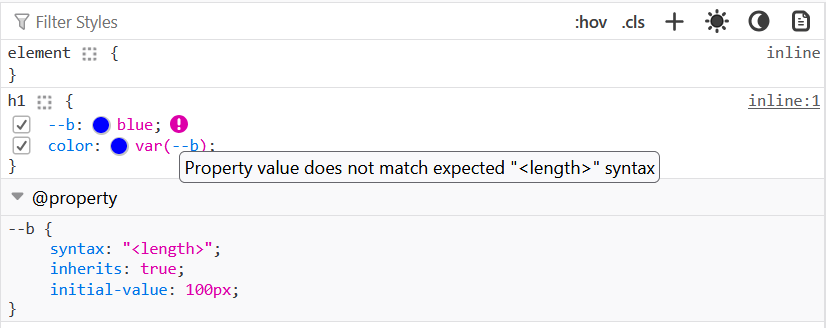 Filter Styles :hov .cls
element { inline
}
h1 { inline:1
--b: blue;
color: var(--b);
Property value does not match expected "<length>" syntax
}
@property
--b {
syntax: "<length>";
inherits: true;
initial-value: 100px;
}